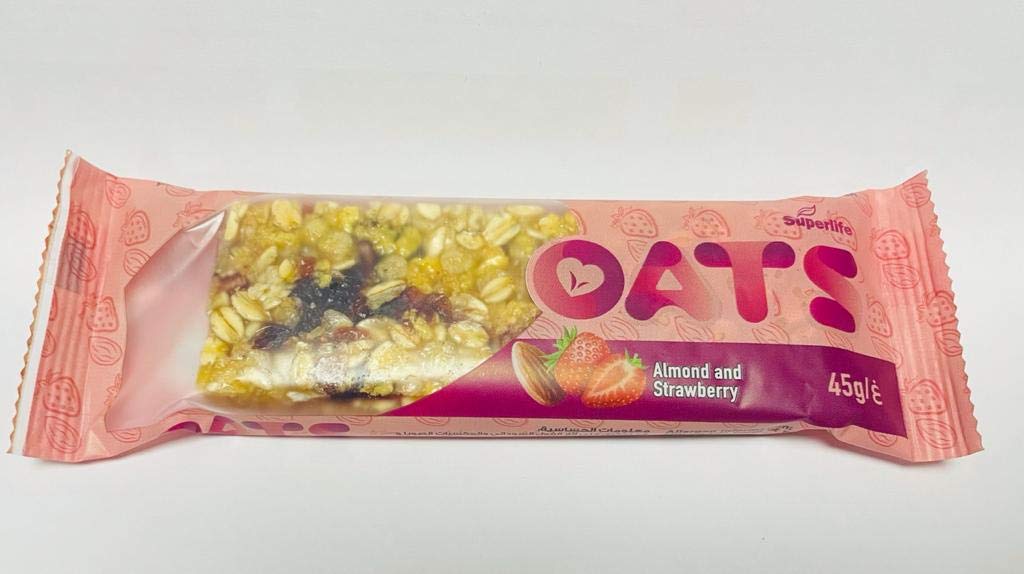 Superlife
OATS
Almond and
Strawberry
45g/غ
OATS
معلومات الحساسية